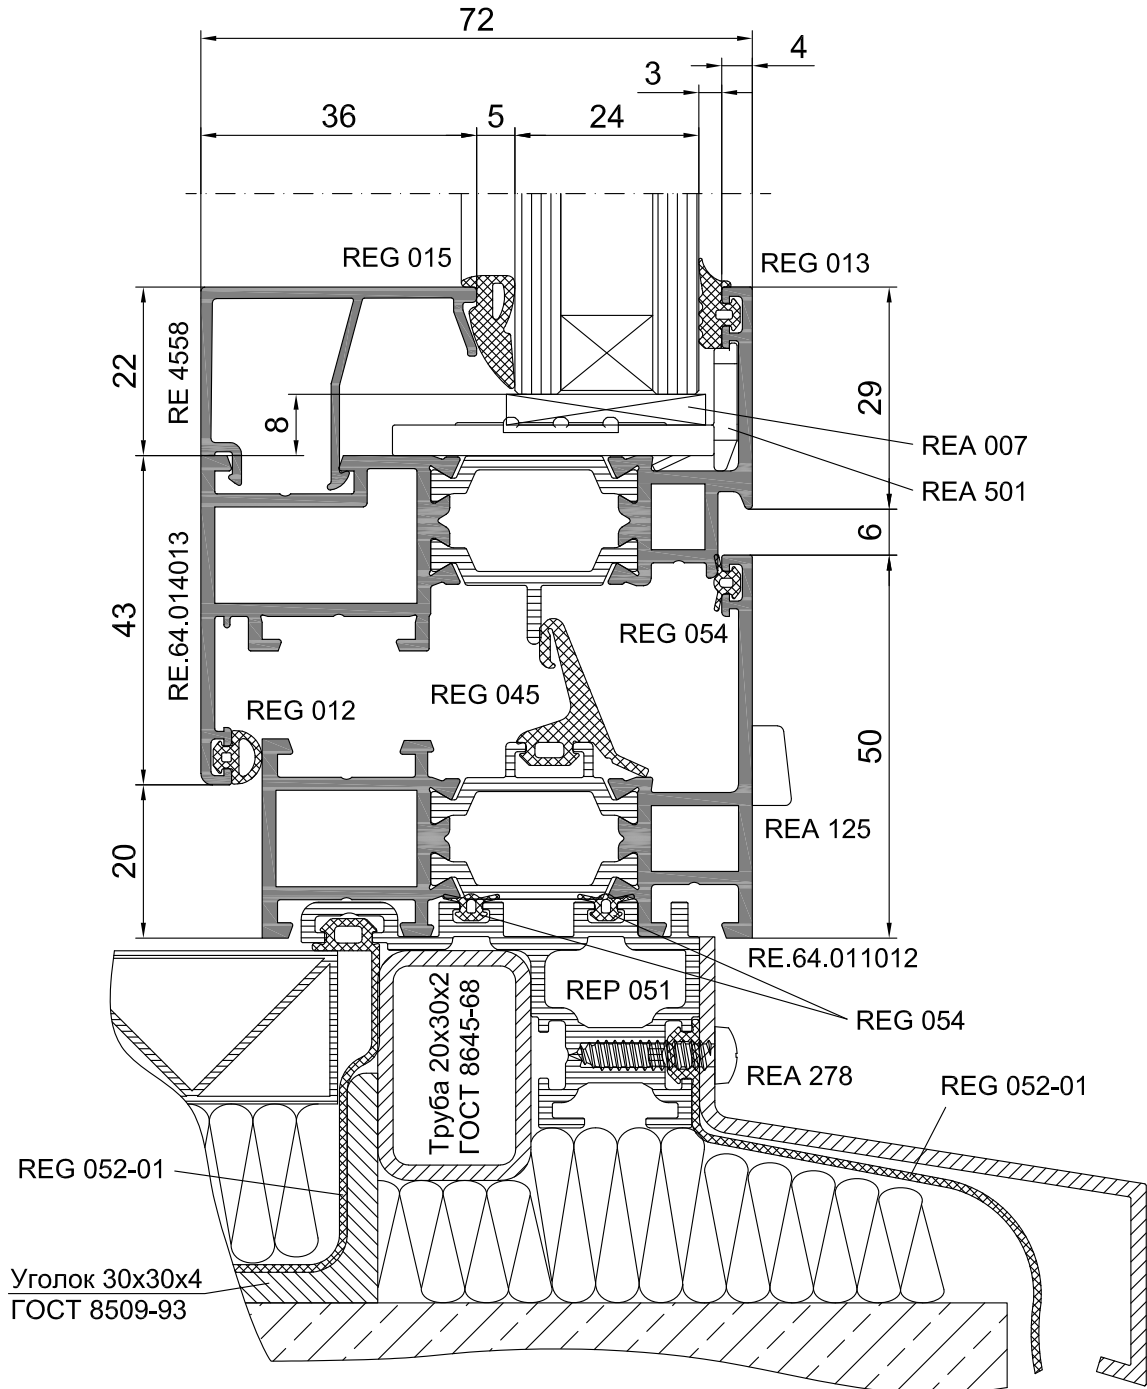 72
4
3
36
5
24
REG 015
REG 013
22
RE 4558
8
29
REA 007
REA 501
6
43
RE.64.014013
REG 054
REG 045
REG 012
50
REA 125
20
RE.64.011012
REP 051
REG 054
Труба 20x30x2
ГОСТ 8645-68
REA 278
REG 052-01
REG 052-01
Уголок 30x30x4
ГОСТ 8509-93